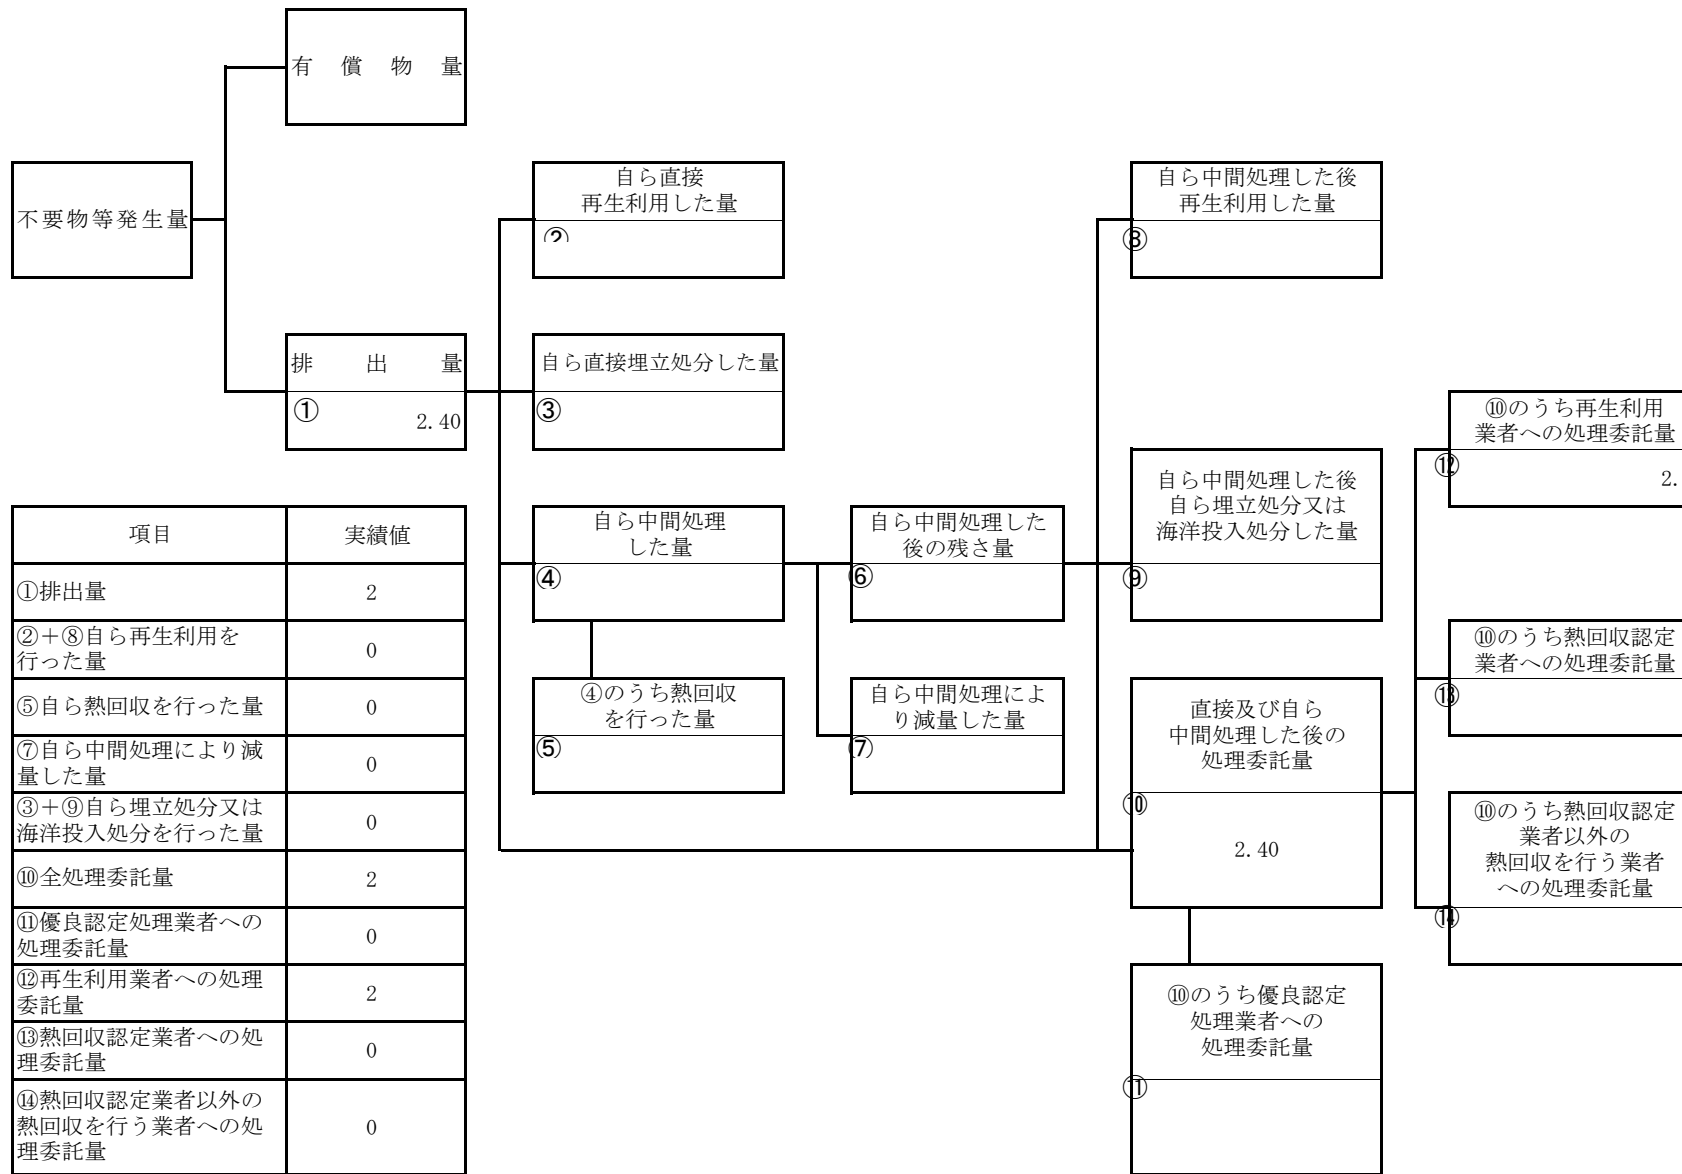 有償物量
不要物等発生量
排出量
①
2.40
自ら直接
再生利用した量
②
自ら直接埋立処分した量
③
自ら中間処理
した量
④
④のうち熱回収
を行った量
⑤
自ら中間処理した
後の残さ量
⑥
自ら中間処理によ
り減量した量
⑦
自ら中間処理した後
再生利用した量
⑧
自ら中間処理した後
自ら埋立処分又は
海洋投入処分した量
⑨
直接及び自ら
中間処理した後の
処理委託量
⑩
2.40
⑩のうち優良認定
処理業者への
処理委託量
⑪
⑩のうち再生利用
業者への処理委託量
⑫
2.
⑩のうち熱回収認定
業者への処理委託量
⑬
⑩のうち熱回収認定
業者以外の
熱回収を行う業者
への処理委託量
⑭
項目 実績値
①排出量 2
②+⑧自ら再生利用を
行った量 0
⑤自ら熱回収を行った量 0
⑦自ら中間処理により減
量した量 0
③+⑨自ら埋立処分又は
海洋投入処分を行った量 0
⑩全処理委託量 2
⑪優良認定処理業者への
処理委託量 0
⑫再生利用業者への処理
委託量 2
⑬熱回収認定業者への処
理委託量 0
⑭熱回収認定業者以外の
熱回収を行う業者への処
理委託量 0